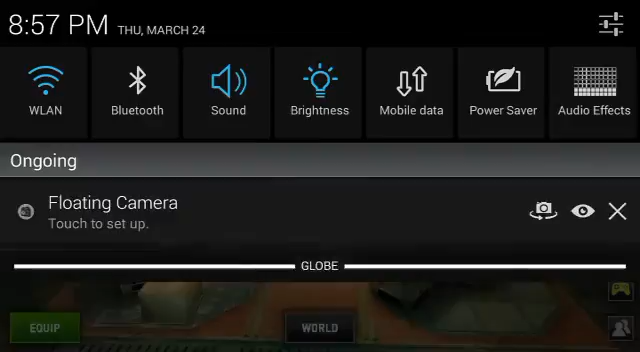 8:57 PM THU, MARCH 24
WLAN Bluetooth Sound Brightness Mobile data Power Saver Audio Effects
Ongoing
Floating Camera
Touch to set up.
GLOBE
EQUIP WORLD